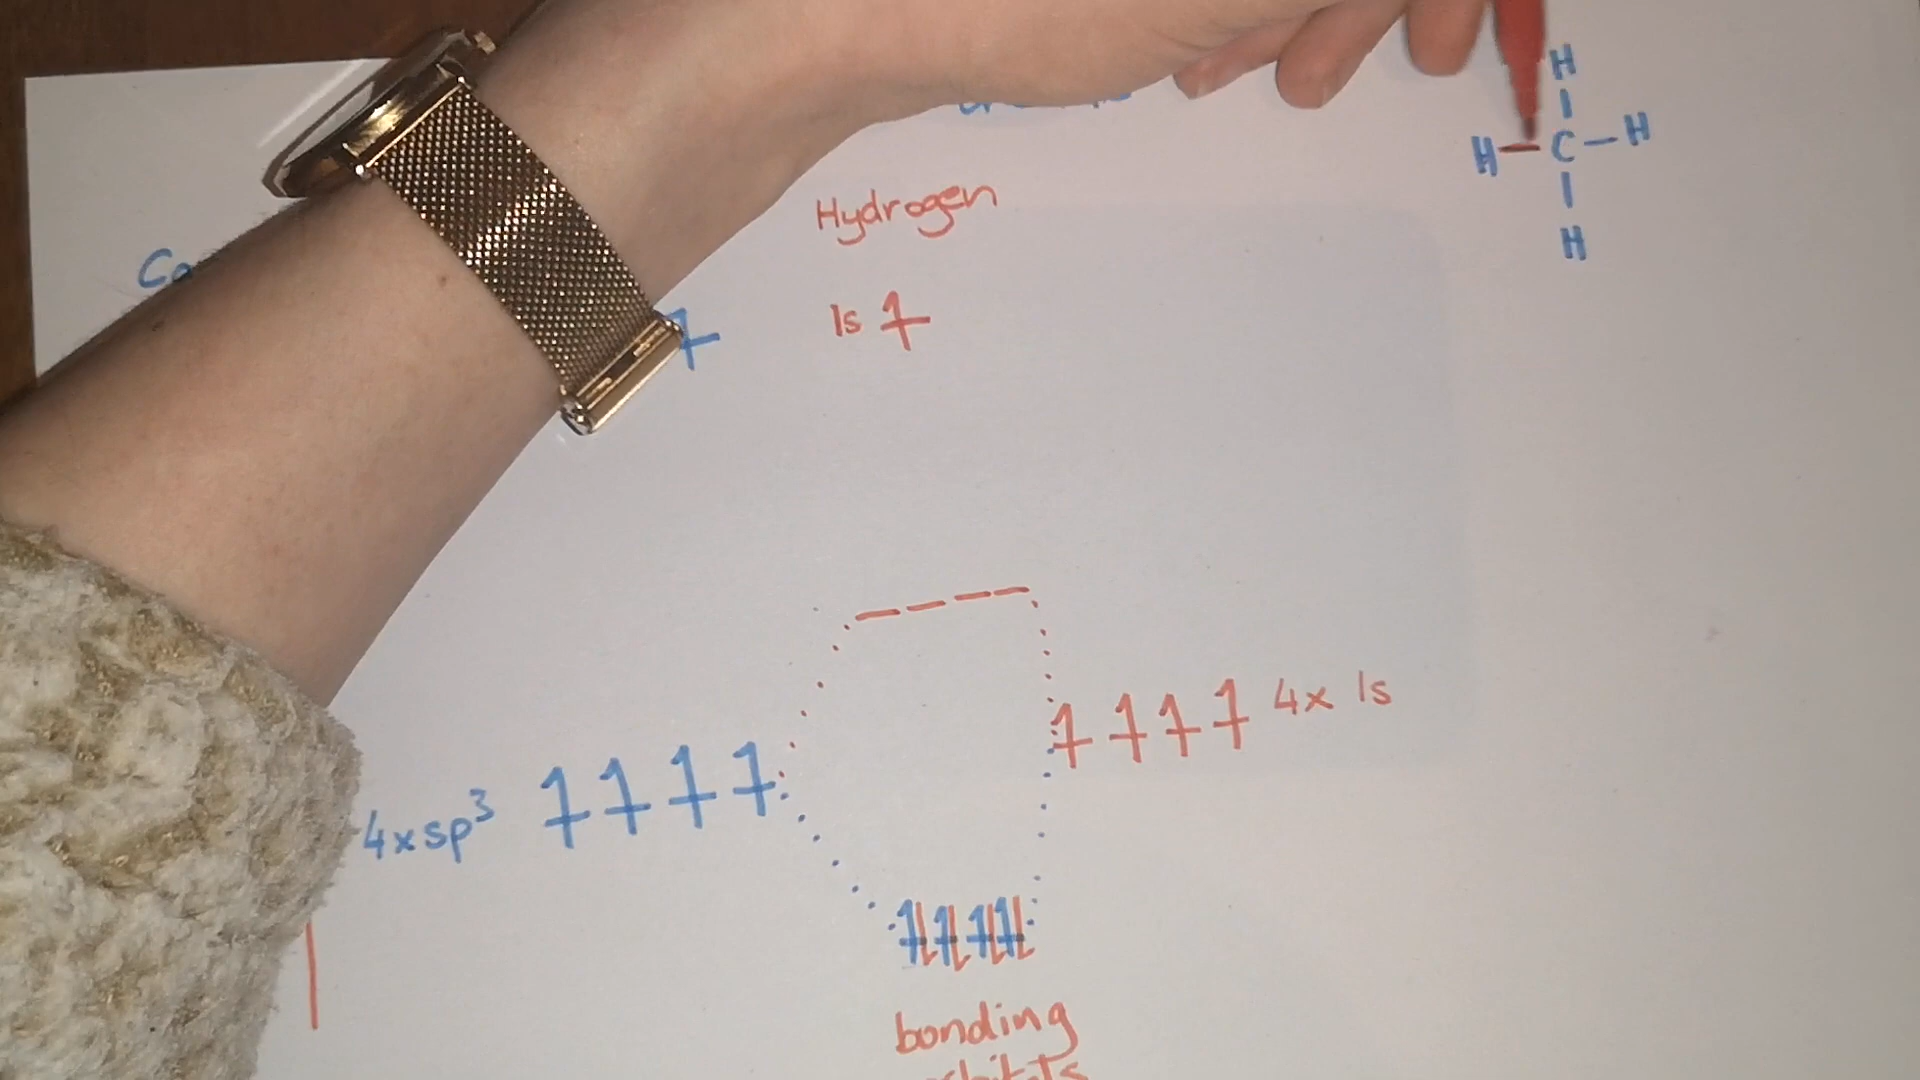 H
H C H
H
Hydrogen
1s
4x 1s
4xsp³
bonding